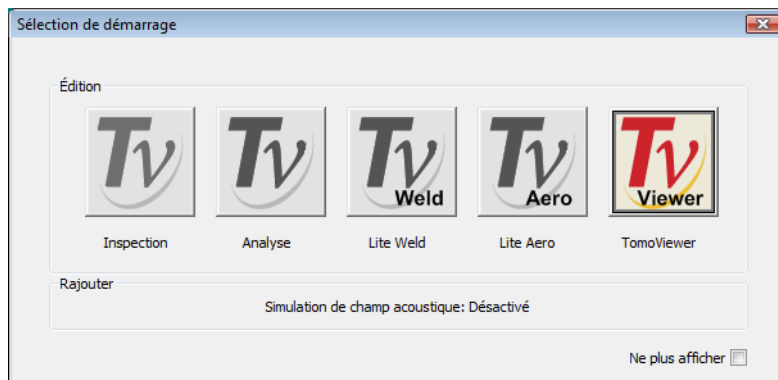 Sélection de démarrage
Édition
Tv
Tv
Tv Weld
Tv Aero
Tv Viewer
Inspection
Analyse
Lite Weld
Lite Aero
TomoViewer
Rajouter
Simulation de champ acoustique: Désactivé
Ne plus afficher